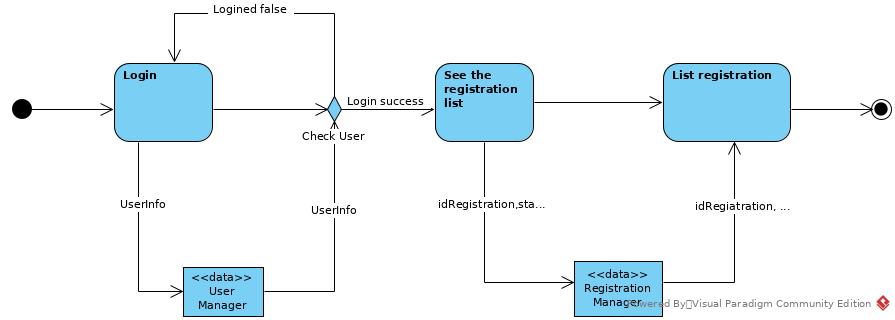 Logined false
Login
See the
registration
list
List registration
Login success
Check User
UserInfo
UserInfo
idRegistration,sta...
idRegiatration, ...
<<data>>
User
Manager
<<data>>
Registration
Manager
Powered By Visual Paradigm Community Edition